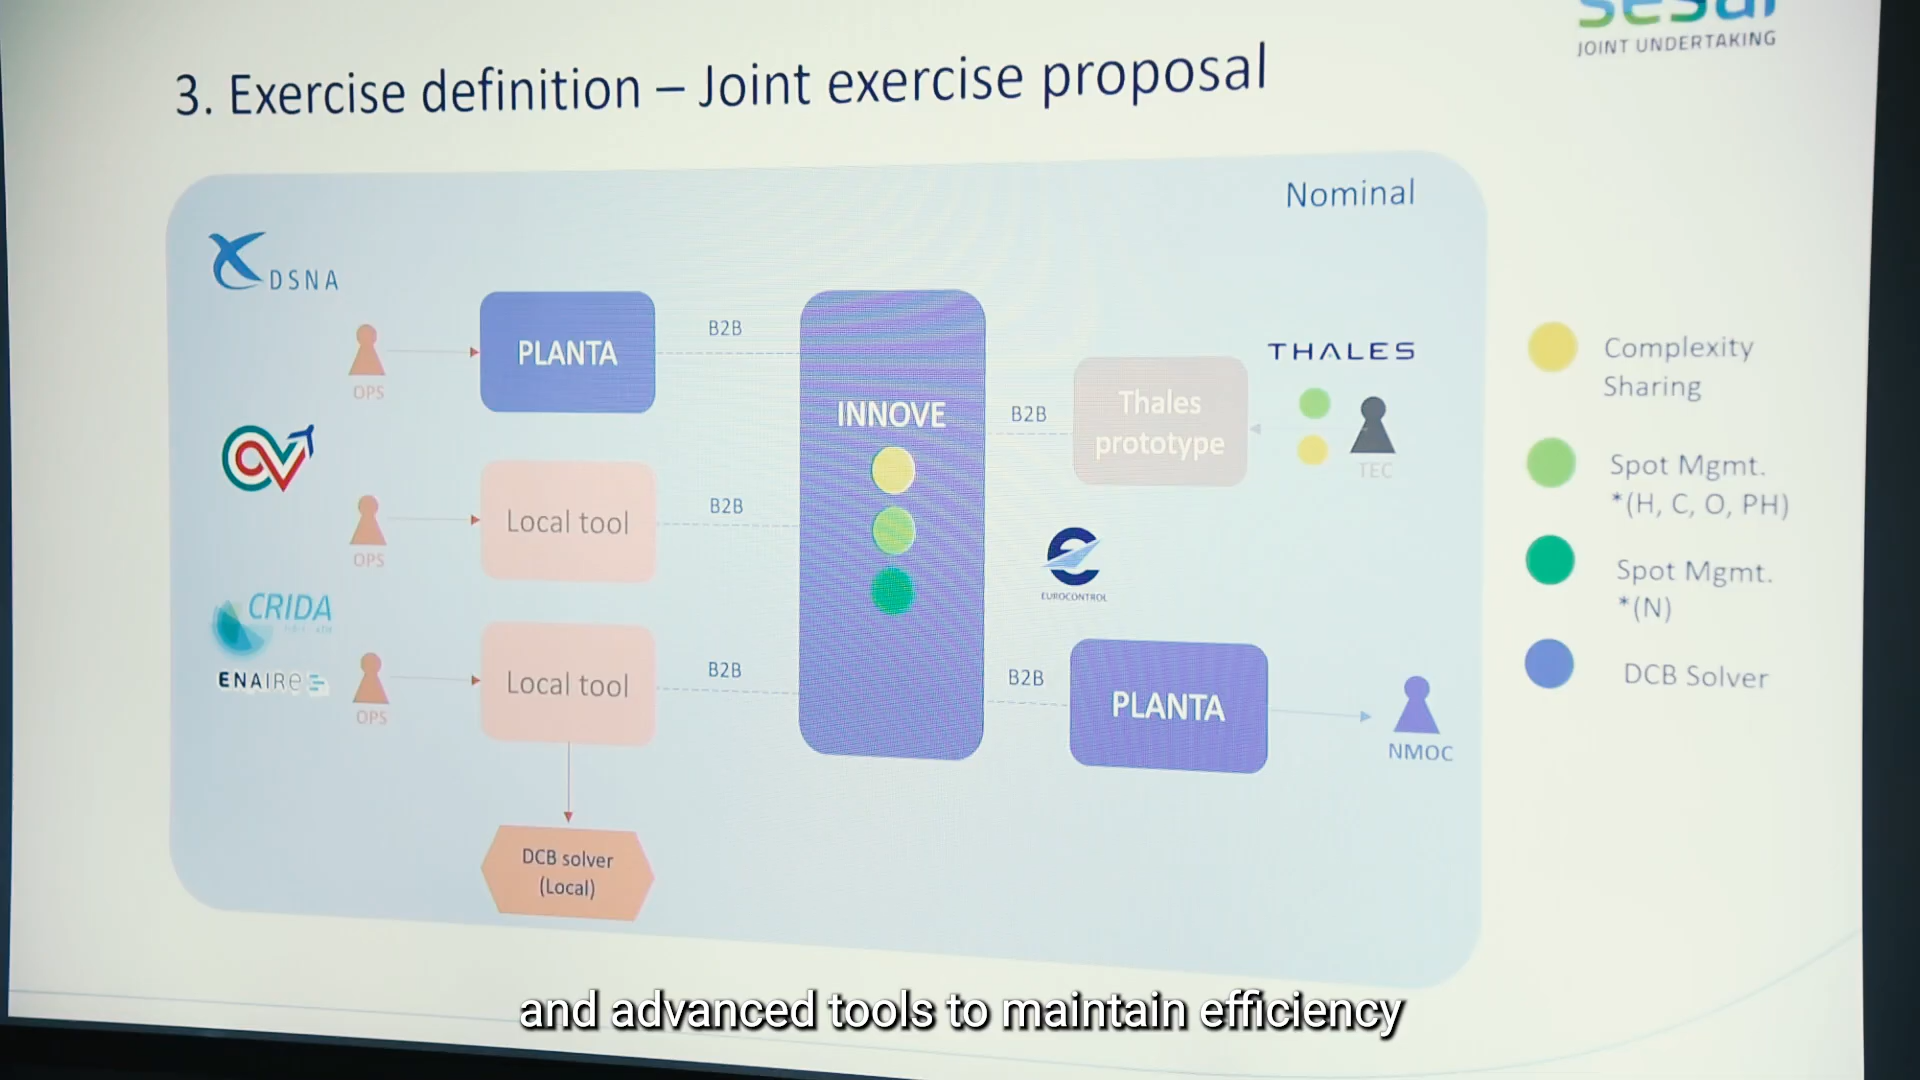 sesar
JOINT UNDERTAKING
3. Exercise definition – Joint exercise proposal
Nominal
DSNA
OPS
PLANTA
B2B
INNOVE
B2B
Thales
prototype
THALES
TEC
OPS
Local tool
B2B
EUROCONTROL
CRIDA
ENAIRE
OPS
Local tool
B2B
B2B
PLANTA
NMOC
DCB solver
(Local)
Complexity
Sharing
Spot Mgmt.
*(H, C, O, PH)
Spot Mgmt.
*(N)
DCB Solver
and advanced tools to maintain efficiency